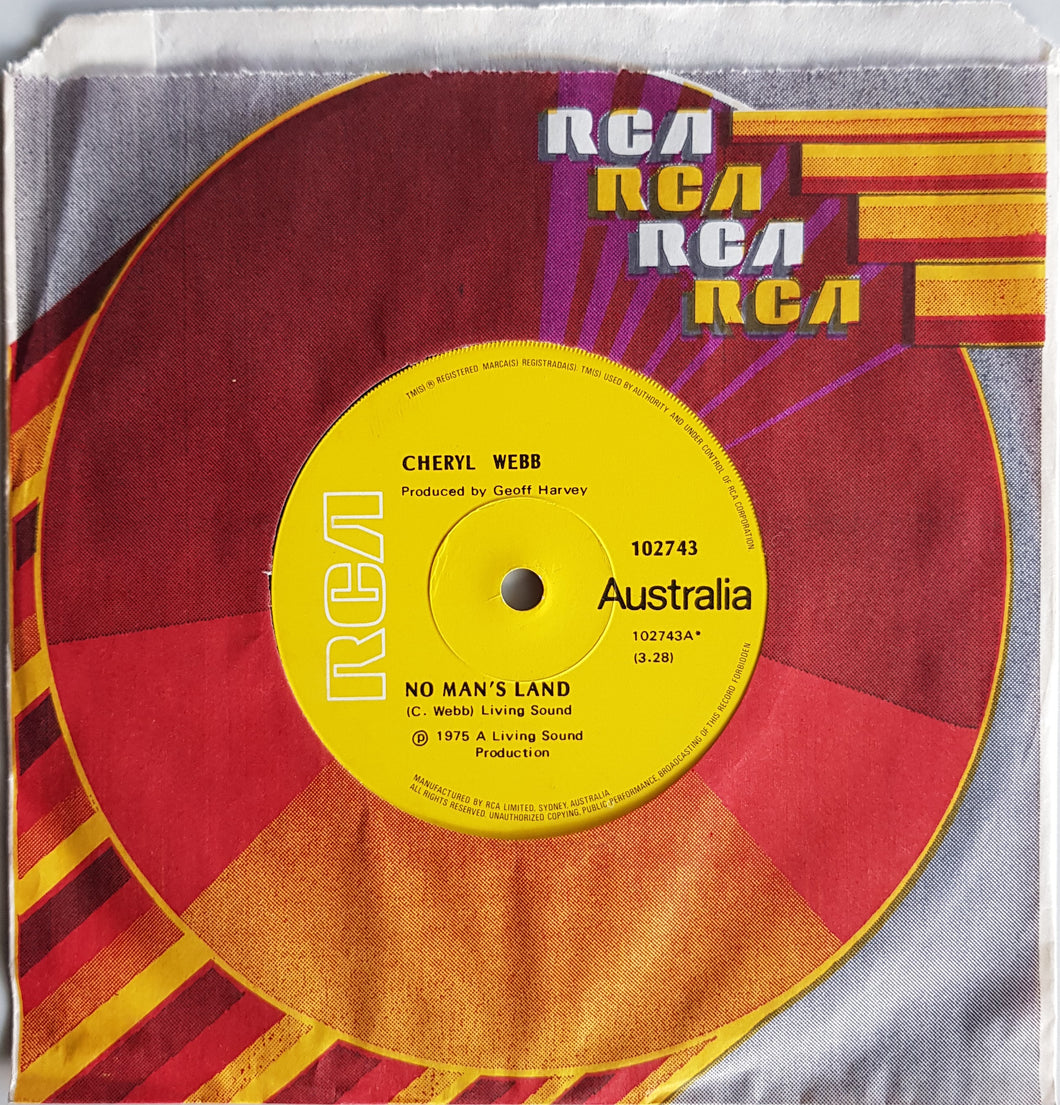 RCA
RCA
RCA
RCA
TM(S) ® REGISTERED MARCA(S) REGISTRADA(S). TM(S) USED BY AUTHORITY AND UNDER CONTROL OF RCA CORPORATION
CHERYL WEBB
Produced by Geoff Harvey
RCA
102743
Australia
102743A*
(3.28)
NO MAN'S LAND
(C. Webb) Living Sound
℗ 1975 A Living Sound
Production
MANUFACTURED BY RCA LIMITED, SYDNEY, AUSTRALIA
ALL RIGHTS RESERVED, UNAUTHORIZED COPYING, PUBLIC PERFORMANCE BROADCASTING OF THIS RECORD FORBIDDEN